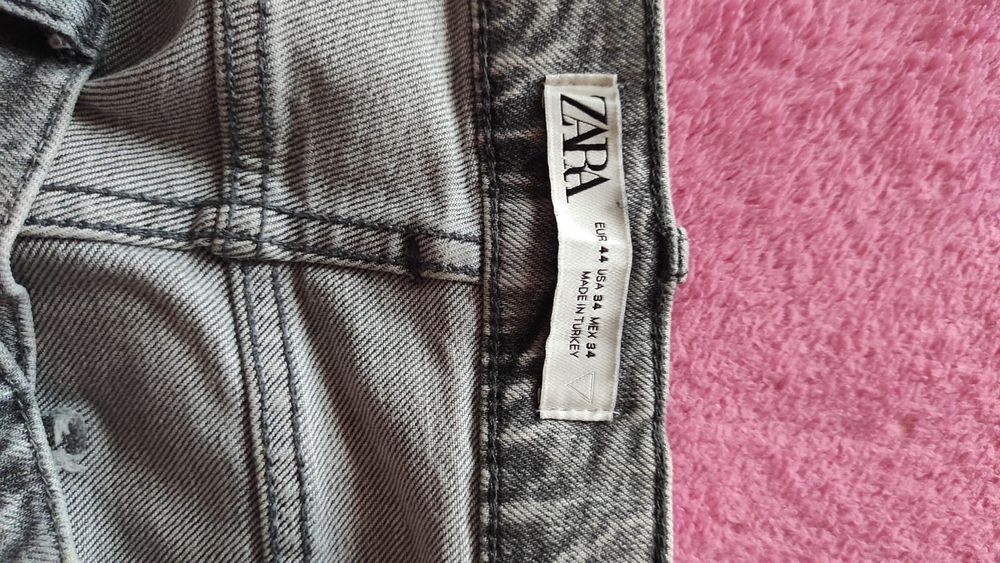 ZARA
EUR 44 USA 34 MEX 34
MADE IN TURKEY